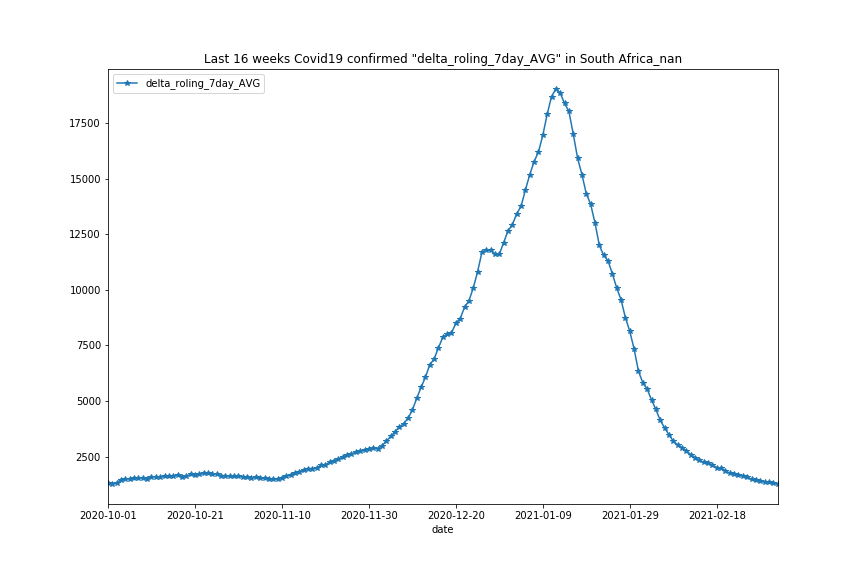 Last 16 weeks Covid19 confirmed "delta_roling_7day_AVG" in South Africa_nan
delta_roling_7day_AVG
17500
15000
12500
10000
7500
5000
2500
2020-10-01 2020-10-21 2020-11-10 2020-11-30 2020-12-20 2021-01-09 2021-01-29 2021-02-18
date